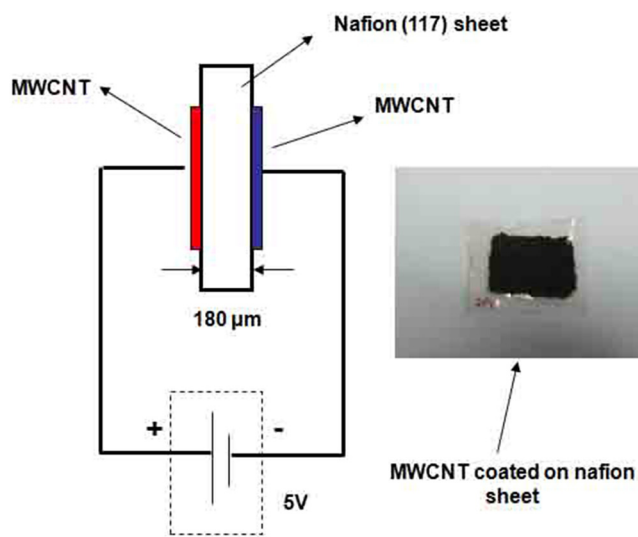 Nafion (117) sheet
MWCNT
MWCNT
180 µm
+
-
5V
MWCNT coated on nafion
sheet